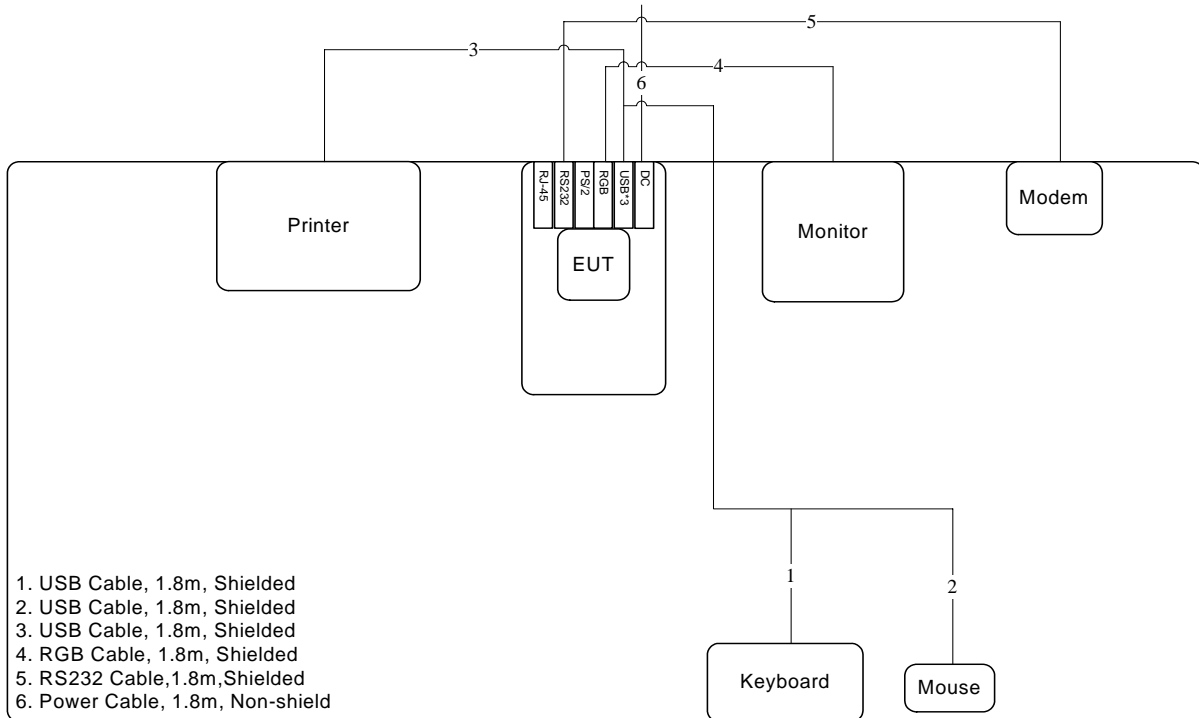 5
3
4
6
RJ-45
RS232
PS/2
RGB
USB*3
DC
Printer
EUT
Monitor
Modem
1
2
1. USB Cable, 1.8m, Shielded
2. USB Cable, 1.8m, Shielded
3. USB Cable, 1.8m, Shielded
4. RGB Cable, 1.8m, Shielded
5. RS232 Cable,1.8m,Shielded
6. Power Cable, 1.8m, Non-shield
Keyboard
Mouse